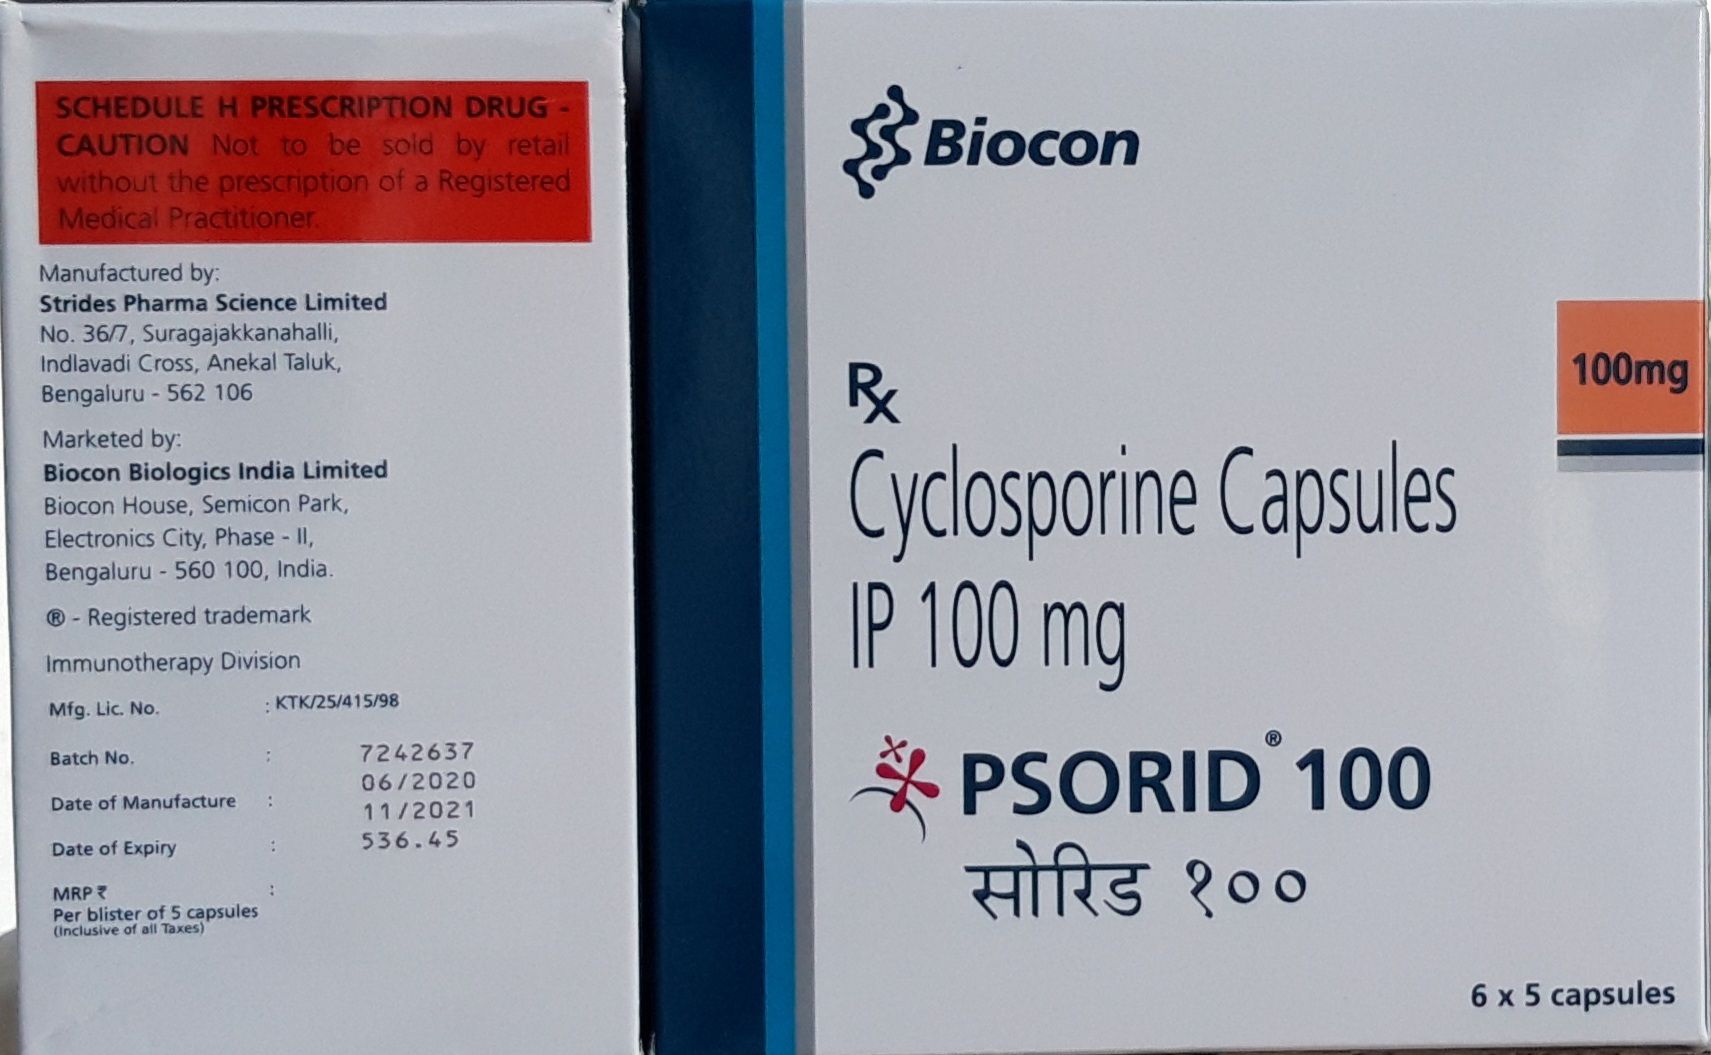 SCHEDULE H PRESCRIPTION DRUG -
CAUTION Not to be sold by retail
without the prescription of a Registered
Medical Practitioner.
Manufactured by:
Strides Pharma Science Limited
No. 36/7, Suragajakkanahalli,
Indlavadi Cross, Anekal Taluk,
Bengaluru - 562 106
Marketed by:
Biocon Biologics India Limited
Biocon House, Semicon Park,
Electronics City, Phase - II,
Bengaluru - 560 100, India.
® - Registered trademark
Immunotherapy Division
Mfg. Lic. No. : KTK/25/415/98
Batch No. : 7242637
Date of Manufacture : 06/2020
Date of Expiry : 11/2021
MRP ₹ : 536.45
Per blister of 5 capsules
(Inclusive of all Taxes)
Biocon
100mg
Rx
Cyclosporine Capsules
IP 100 mg
PSORID® 100
सोरिड १००
6 x 5 capsules